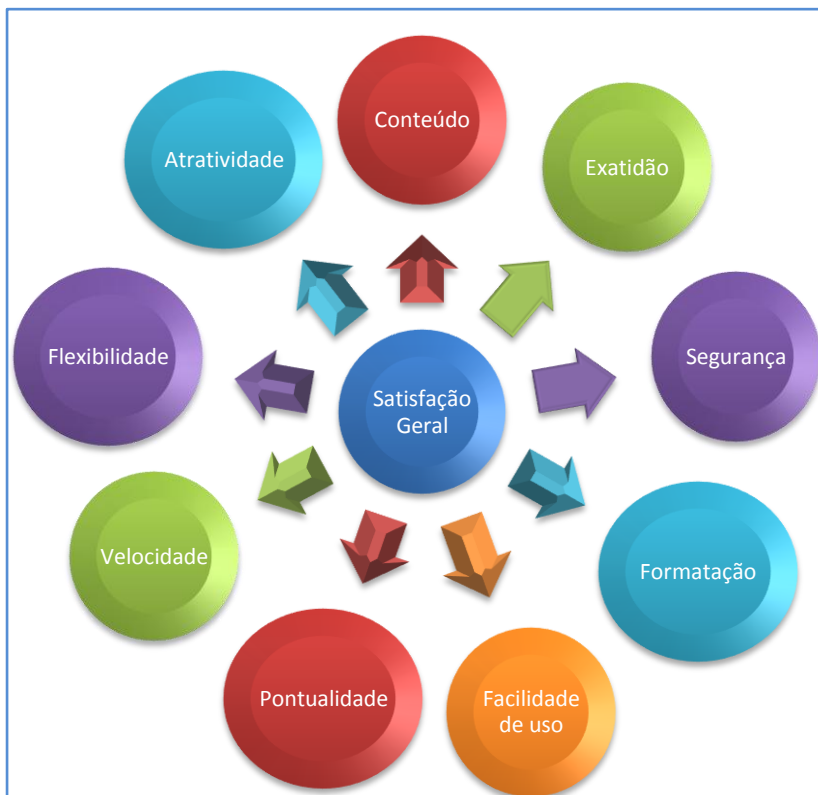 Conteúdo
Exatidão
Segurança
Formatação
Facilidade
de uso
Pontualidade
Velocidade
Flexibilidade
Atratividade
Satisfação
Geral